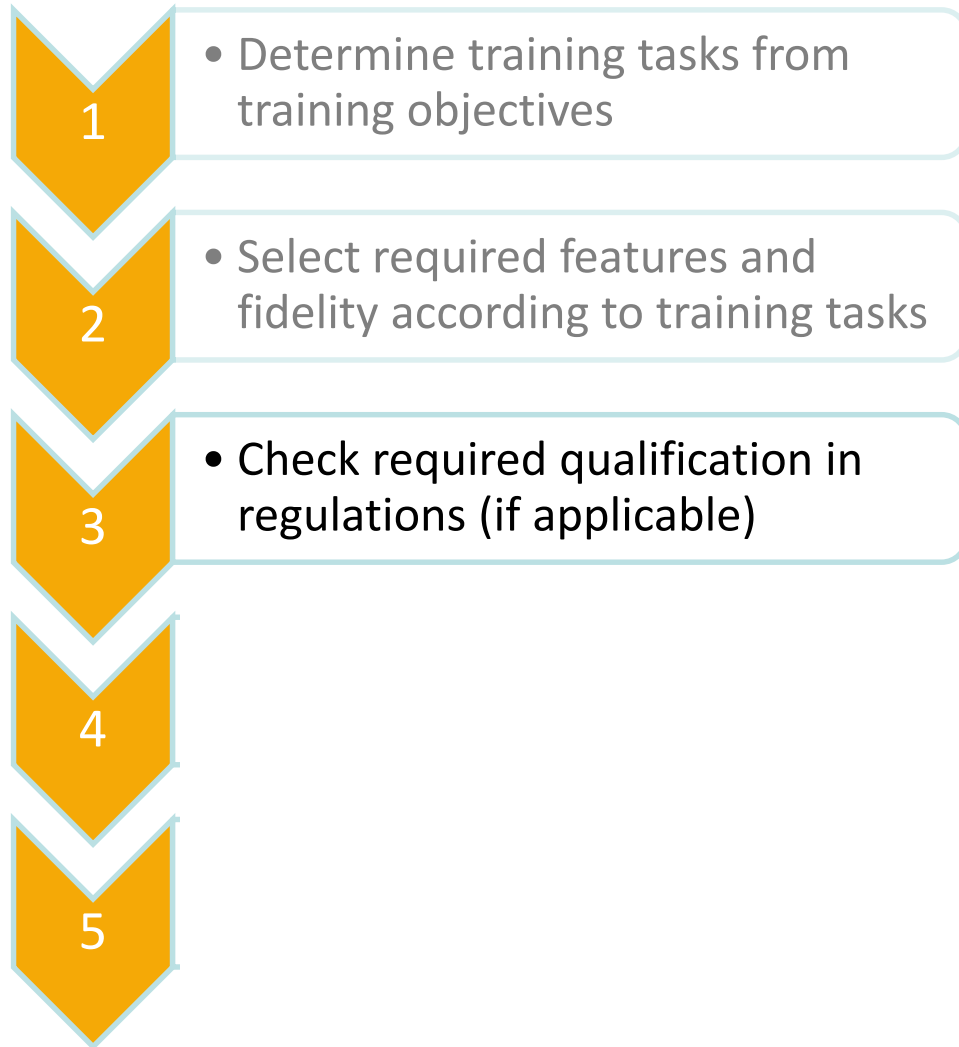 1
• Determine training tasks from
training objectives
2
• Select required features and
fidelity according to training tasks
3
• Check required qualification in
regulations (if applicable)
4
5